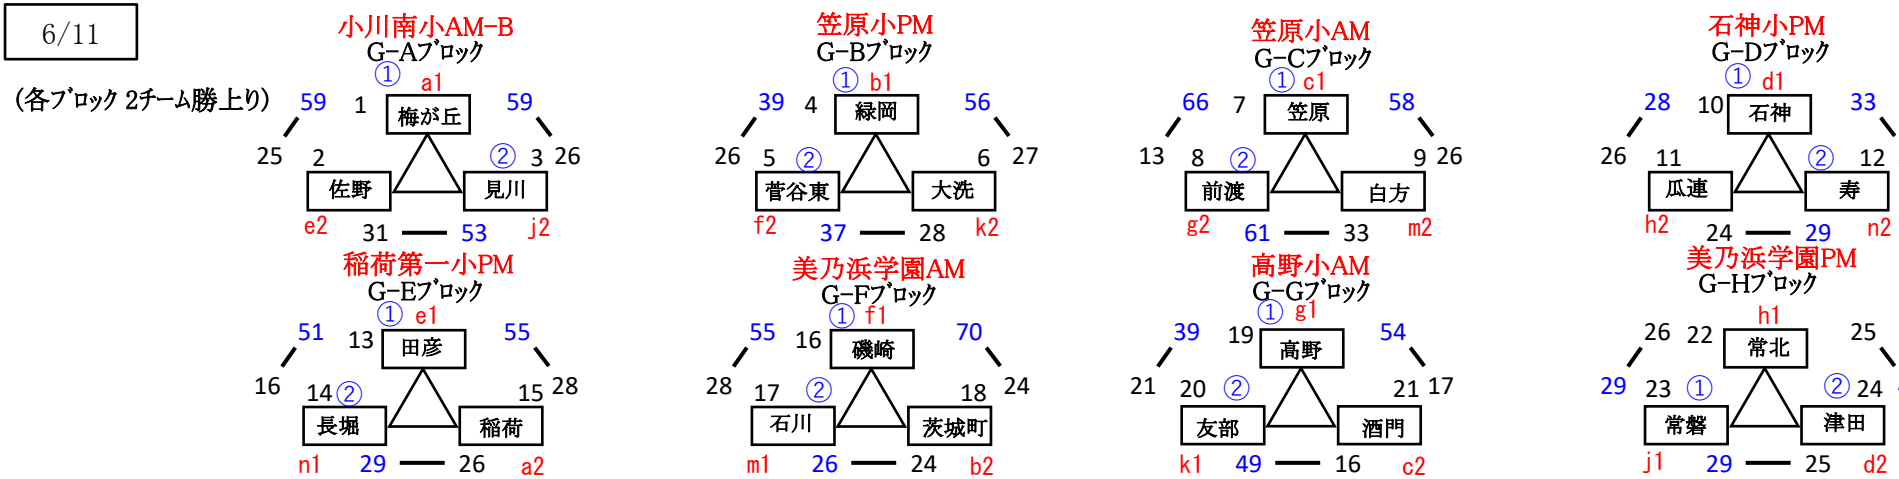 6/11
(各ブロック 2チーム勝上り)
小川南小AM-B
G-Aブロック
① a1
59 1 梅が丘 59
25 2 ② 3 26
佐野 見川
e2 31 53 j2
笠原小PM
G-Bブロック
① b1
39 4 緑岡 56
26 5 ② 6 27
菅谷東 大洗
f2 37 28 k2
笠原小AM
G-Cブロック
① c1
66 7 笠原 58
13 8 ② 9 26
前渡 白方
g2 61 33 m2
石神小PM
G-Dブロック
① d1
28 10 石神 33
26 11 ② 12
瓜連 寿
h2 24 29 n2
稲荷第一小PM
G-Eブロック
① e1
51 13 田彦 55
16 14 ② 15 28
長堀 稲荷
n1 29 26 a2
美乃浜学園AM
G-Fブロック
① f1
55 16 磯崎 70
28 17 ② 18 24
石川 茨城町
m1 26 24 b2
高野小AM
G-Gブロック
① g1
39 19 高野 54
21 20 ② 21 17
友部 酒門
k1 49 16 c2
美乃浜学園PM
G-Hブロック
h1
26 22 常北 25
29 23 ① ② 24
常磐 津田
j1 29 25 d2